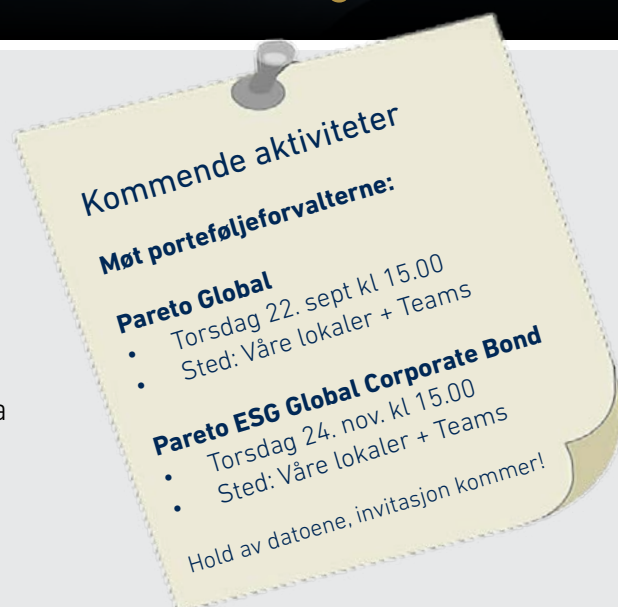 Kommende aktiviteter
Møt porteføljeforvalterne:
Pareto Global
• Torsdag 22. sept kl 15.00
• Sted: Våre lokaler + Teams
Pareto ESG Global Corporate Bond
• Torsdag 24. nov. kl 15.00
• Sted: Våre lokaler + Teams
Hold av datoene, invitasjon kommer!